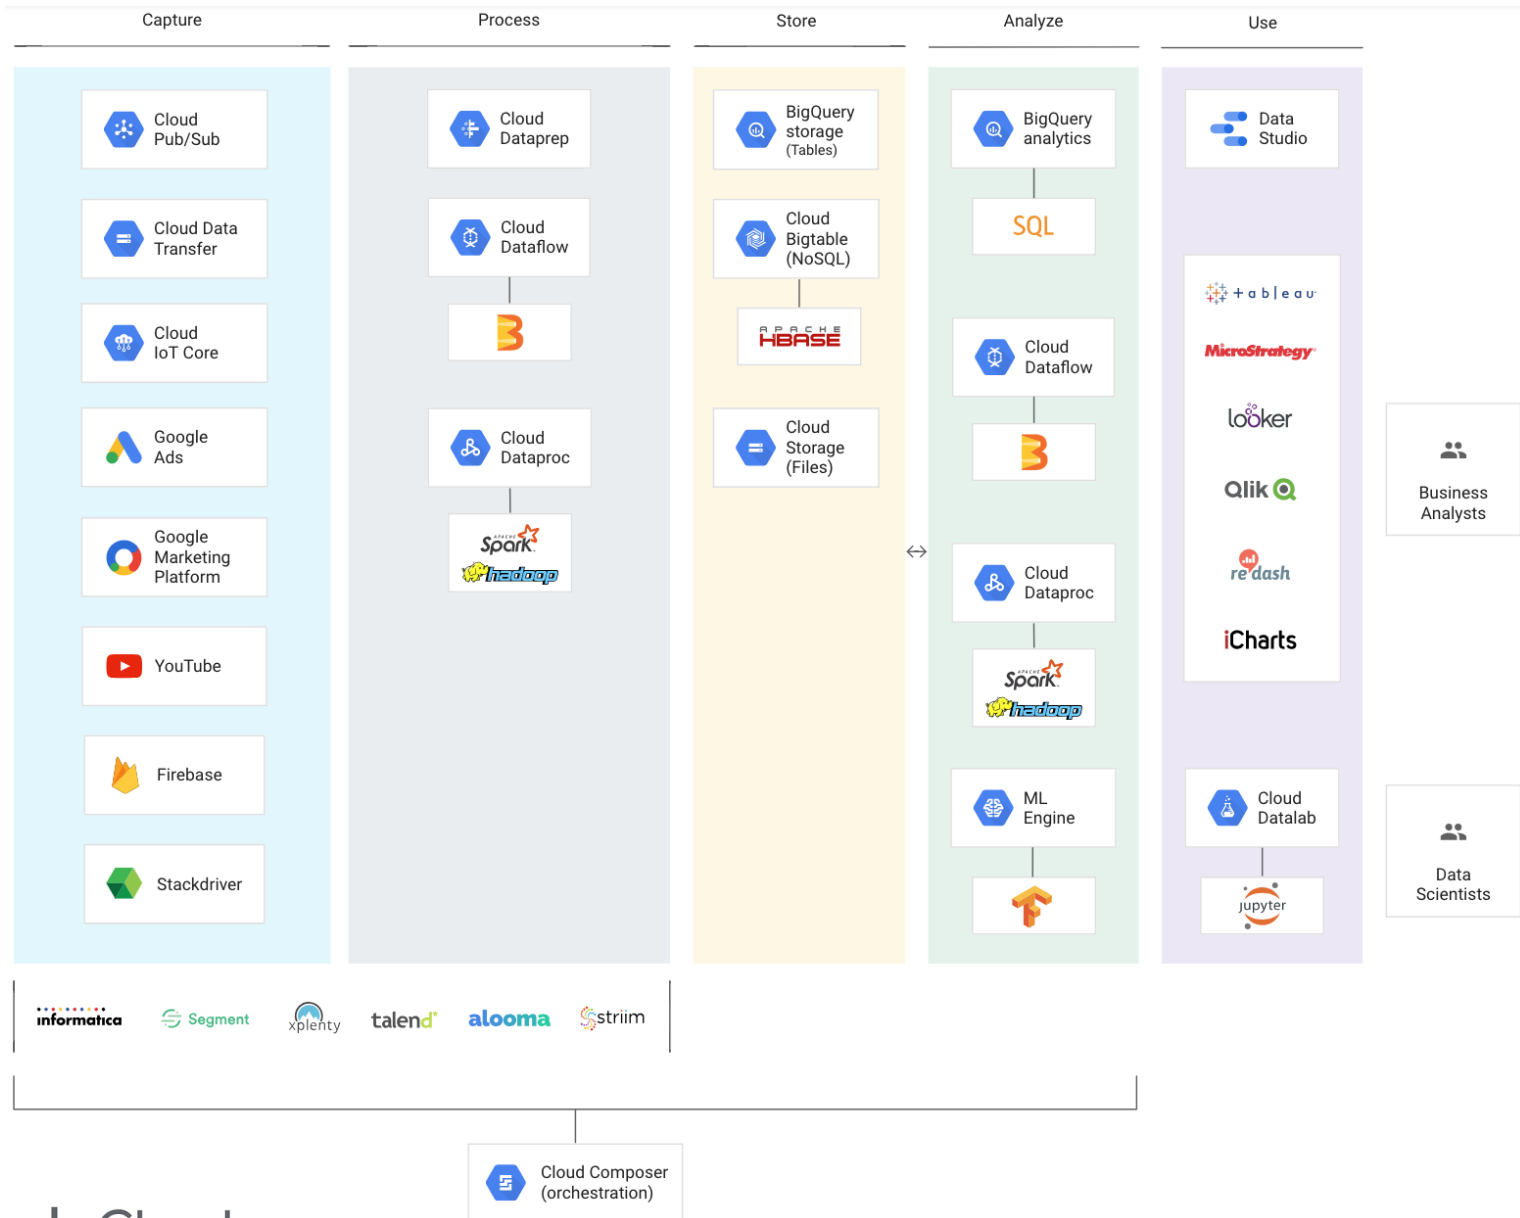 Capture
Process
Store
Analyze
Use
Cloud
Pub/Sub
Cloud Data
Transfer
Cloud
IoT Core
Google
Ads
Google
Marketing
Platform
YouTube
Firebase
Stackdriver
Cloud
Dataprep
Cloud
Dataflow
Cloud
Dataproc
APACHE
Spark
hadoop
BigQuery
storage
(Tables)
Cloud
Bigtable
(NoSQL)
APACHE
HBASE
Cloud
Storage
(Files)
BigQuery
analytics
SQL
Cloud
Dataflow
Cloud
Dataproc
APACHE
Spark
hadoop
ML
Engine
Data
Studio
+ableau
MicroStrategy
looker
Qlik
redash
iCharts
Cloud
Datalab
jupyter
Business
Analysts
Data
Scientists
informatica
Segment
xplenty
talend
alooma
striim
Cloud Composer
(orchestration)